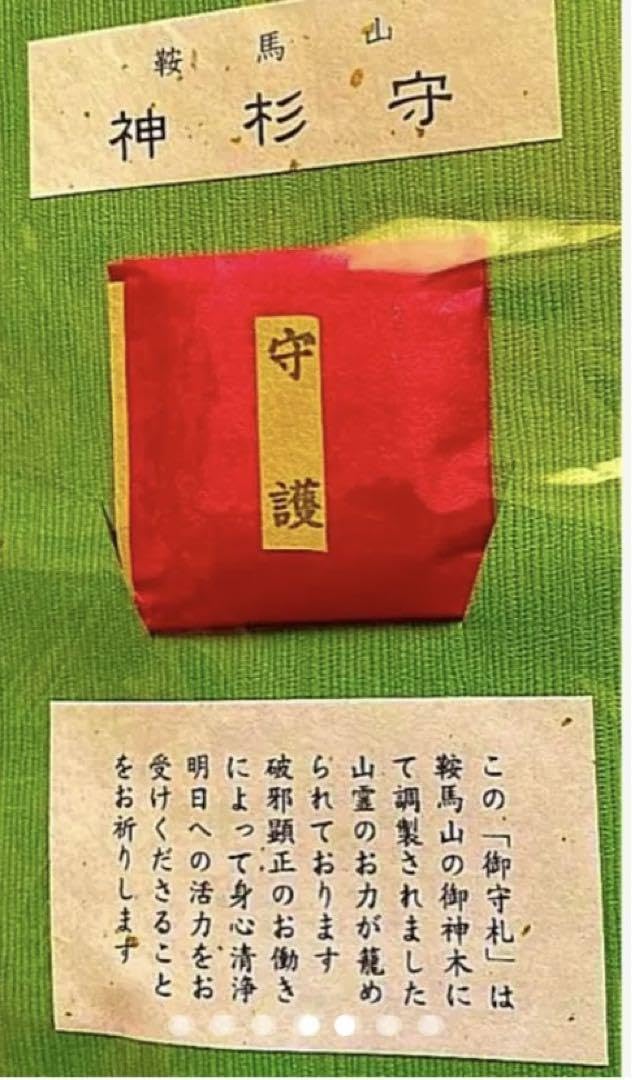 鞍馬山
神杉守
守護
この「御守札」は
鞍馬山の御神木に
て調製されました
山霊のお力が籠め
られております
破邪顕正のお働き
によって身心清浄
明日への活力をお
受けくださること
をお祈りします